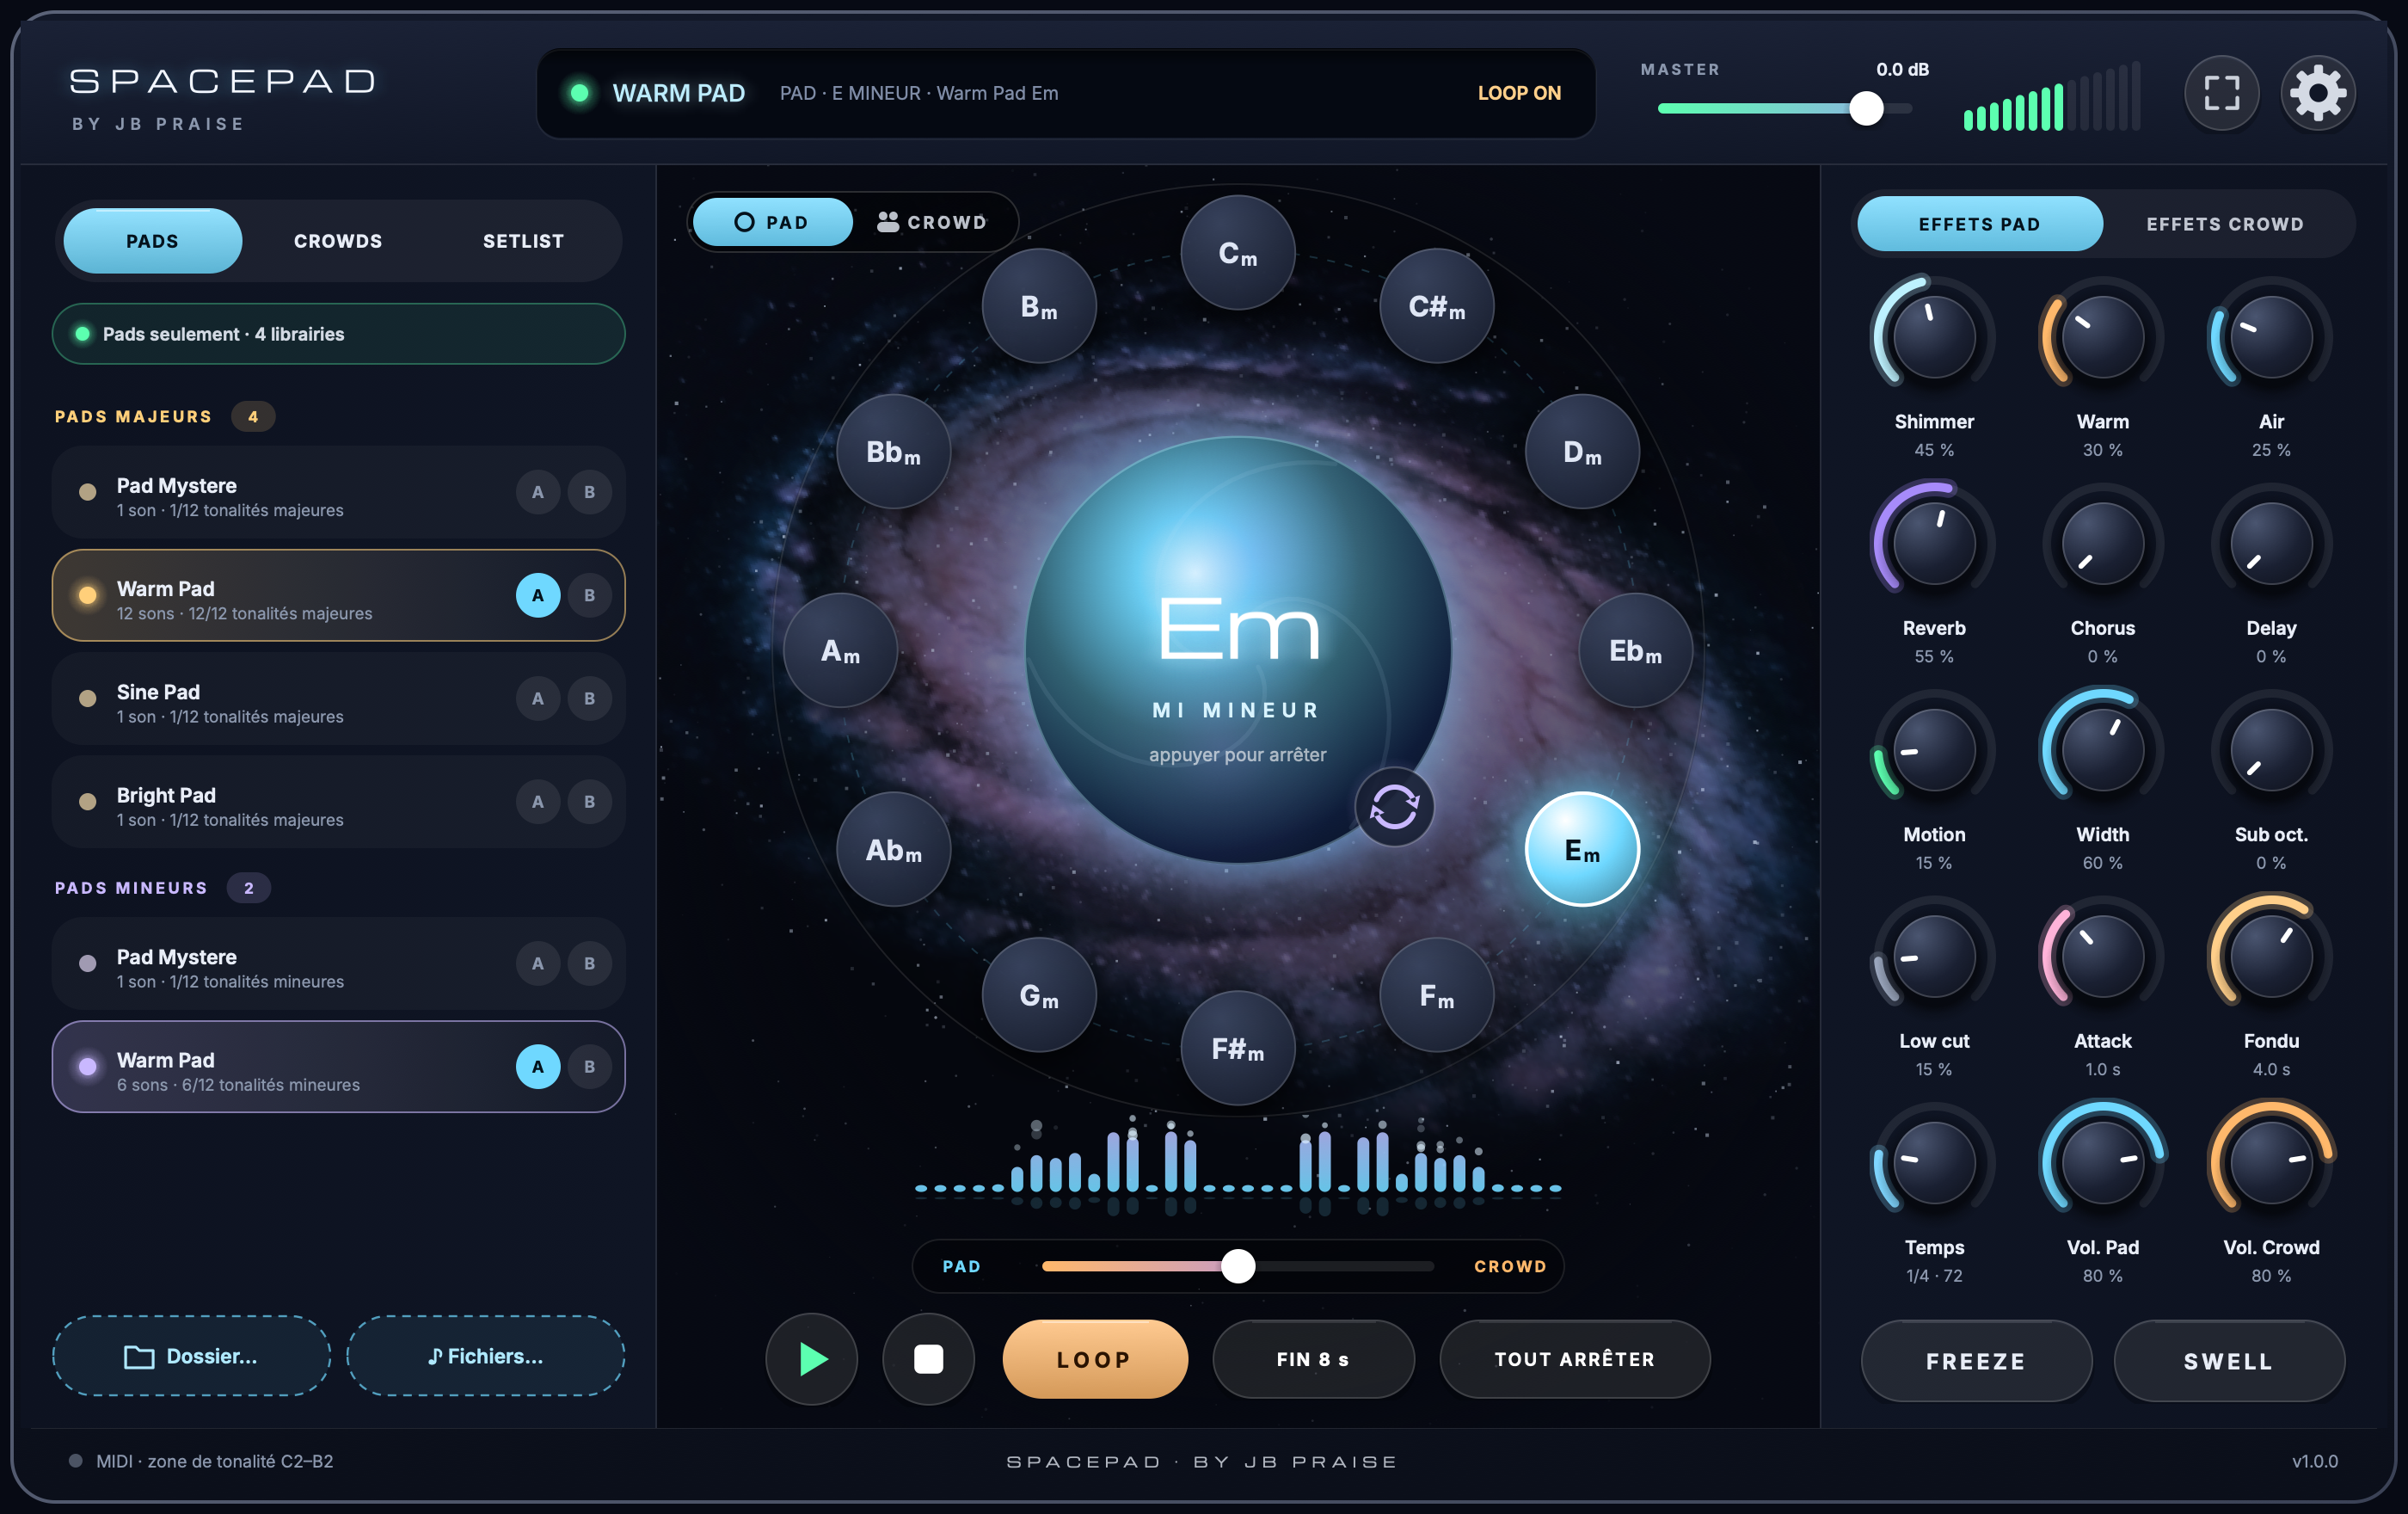 SPACEPAD
BY JB PRAISE
WARM PAD PAD · E MINEUR · Warm Pad Em LOOP ON
MASTER 0.0 dB
PADS CROWDS SETLIST
Pads seulement · 4 librairies
PADS MAJEURS 4
Pad Mystere
1 son · 1/12 tonalités majeures
A B
Warm Pad
12 sons · 12/12 tonalités majeures
A B
Sine Pad
1 son · 1/12 tonalités majeures
A B
Bright Pad
1 son · 1/12 tonalités majeures
A B
PADS MINEURS 2
Pad Mystere
1 son · 1/12 tonalités mineures
A B
Warm Pad
6 sons · 6/12 tonalités mineures
A B
Dossier...
Fichiers...
PAD CROWD
Cm
C#m
Dm
Ebm
Em
Fm
F#m
Gm
Abm
Am
Bbm
Bm
Em
MI MINEUR
appuyer pour arrêter
PAD CROWD
LOOP FIN 8 s TOUT ARRÊTER
EFFETS PAD EFFETS CROWD
Shimmer Warm Air
45 % 30 % 25 %
Reverb Chorus Delay
55 % 0 % 0 %
Motion Width Sub oct.
15 % 60 % 0 %
Low cut Attack Fondu
15 % 1.0 s 4.0 s
Temps Vol. Pad Vol. Crowd
1/4 · 72 80 % 80 %
FREEZE SWELL
MIDI · zone de tonalité C2–B2
SPACEPAD · BY JB PRAISE
v1.0.0